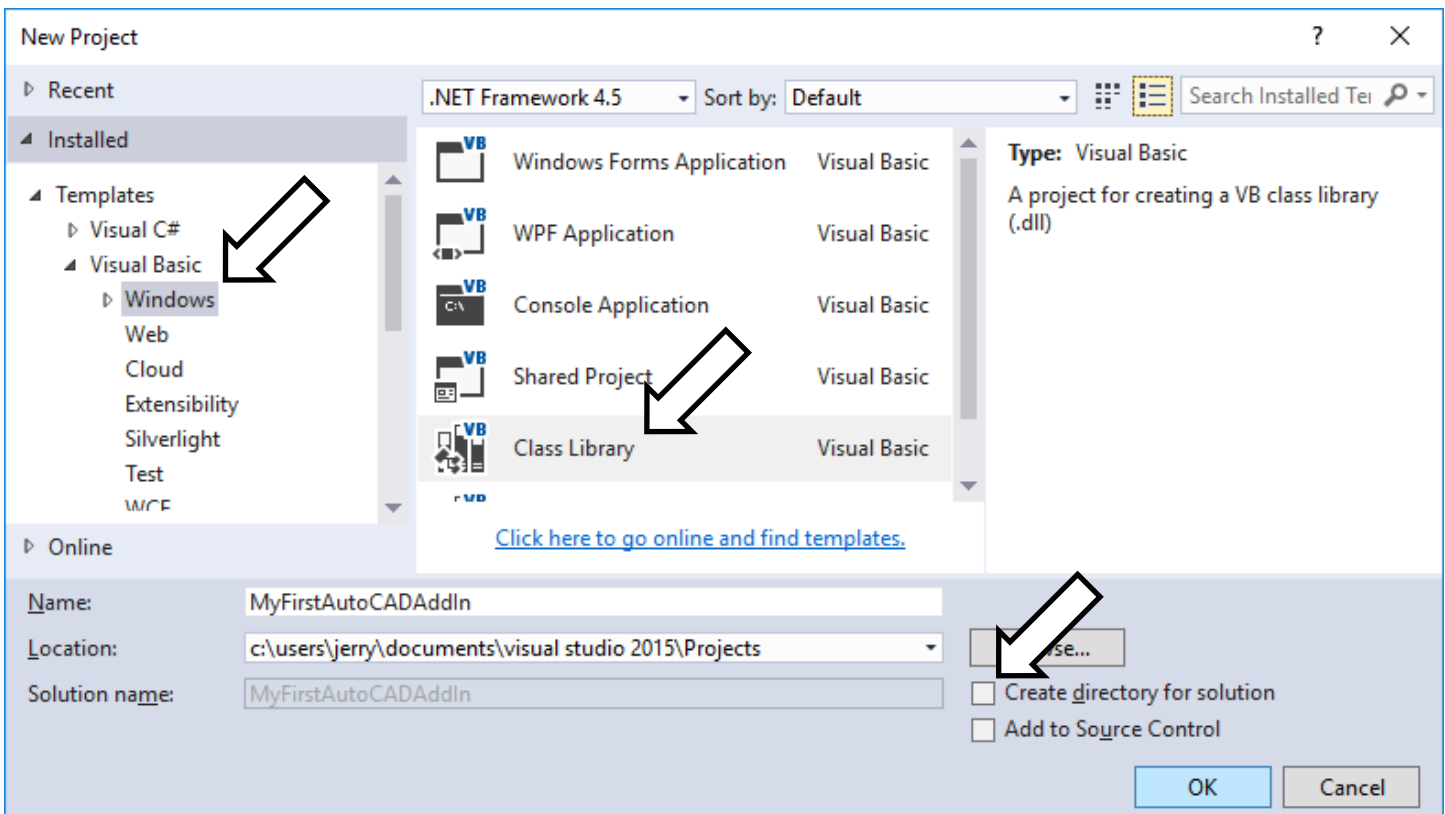 New Project
?
Recent
.NET Framework 4.5
Sort by: Default
Search Installed Te
Installed
Templates
Visual C#
Visual Basic
Windows
Web
Cloud
Extensibility
Silverlight
Test
WCF
Online
VB Windows Forms Application Visual Basic
VB WPF Application Visual Basic
VB C:\ Console Application Visual Basic
VB Shared Project Visual Basic
VB Class Library Visual Basic
VB
Click here to go online and find templates.
Type: Visual Basic
A project for creating a VB class library
(.dll)
Name: MyFirstAutoCADAddIn
Location: c:\users\jerry\documents\visual studio 2015\Projects
Solution name: MyFirstAutoCADAddIn
Create directory for solution
Add to Source Control
OK Cancel